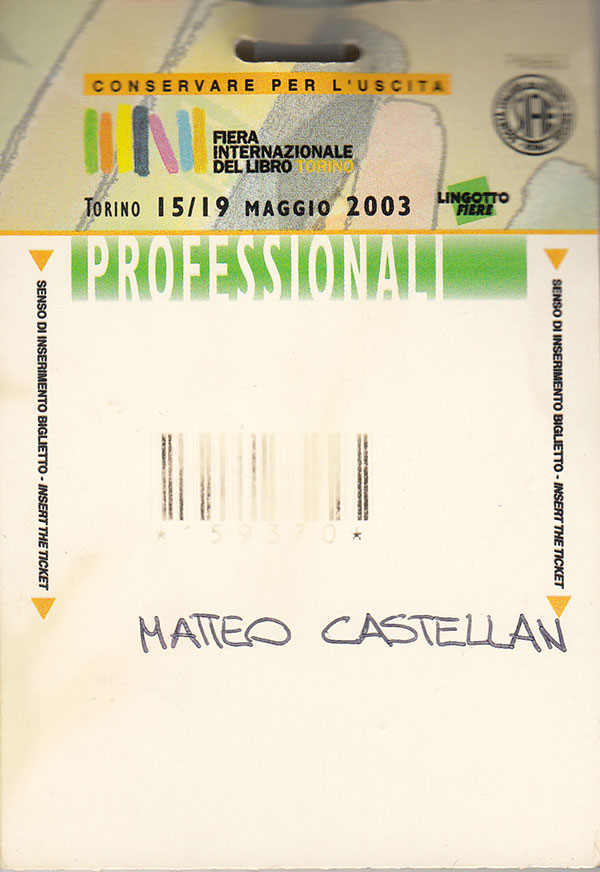 CONSERVARE PER L'USCITA
FIERA
INTERNAZIONALE
DEL LIBRO TORINO
TORINO 15/19 MAGGIO 2003
LINGOTTO
FIERE
SIAE
PROFESSIONALI
SENSO DI INSERIMENTO BIGLIETTO - INSERT THE TICKET
SENSO DI INSERIMENTO BIGLIETTO - INSERT THE TICKET
* 59370 *
MATTEO CASTELLAN